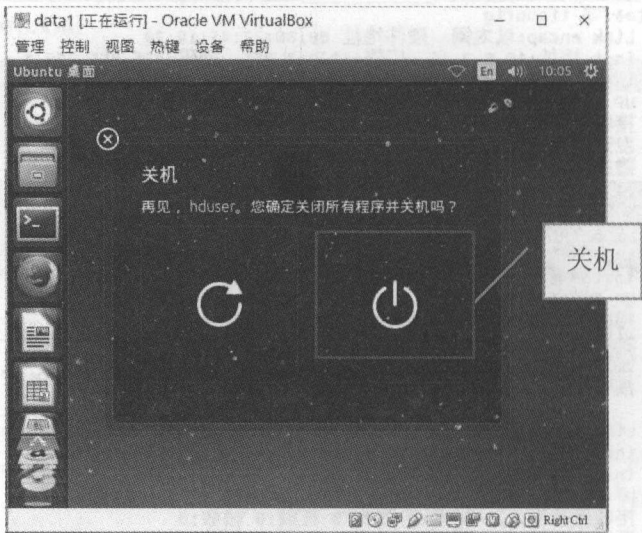 data1 [正在运行] - Oracle VM VirtualBox
管理 控制 视图 热键 设备 帮助
Ubuntu 桌面
En
10:05
关机
再见，hduser。您确定关闭所有程序并关机吗？
关机
Right Ctrl